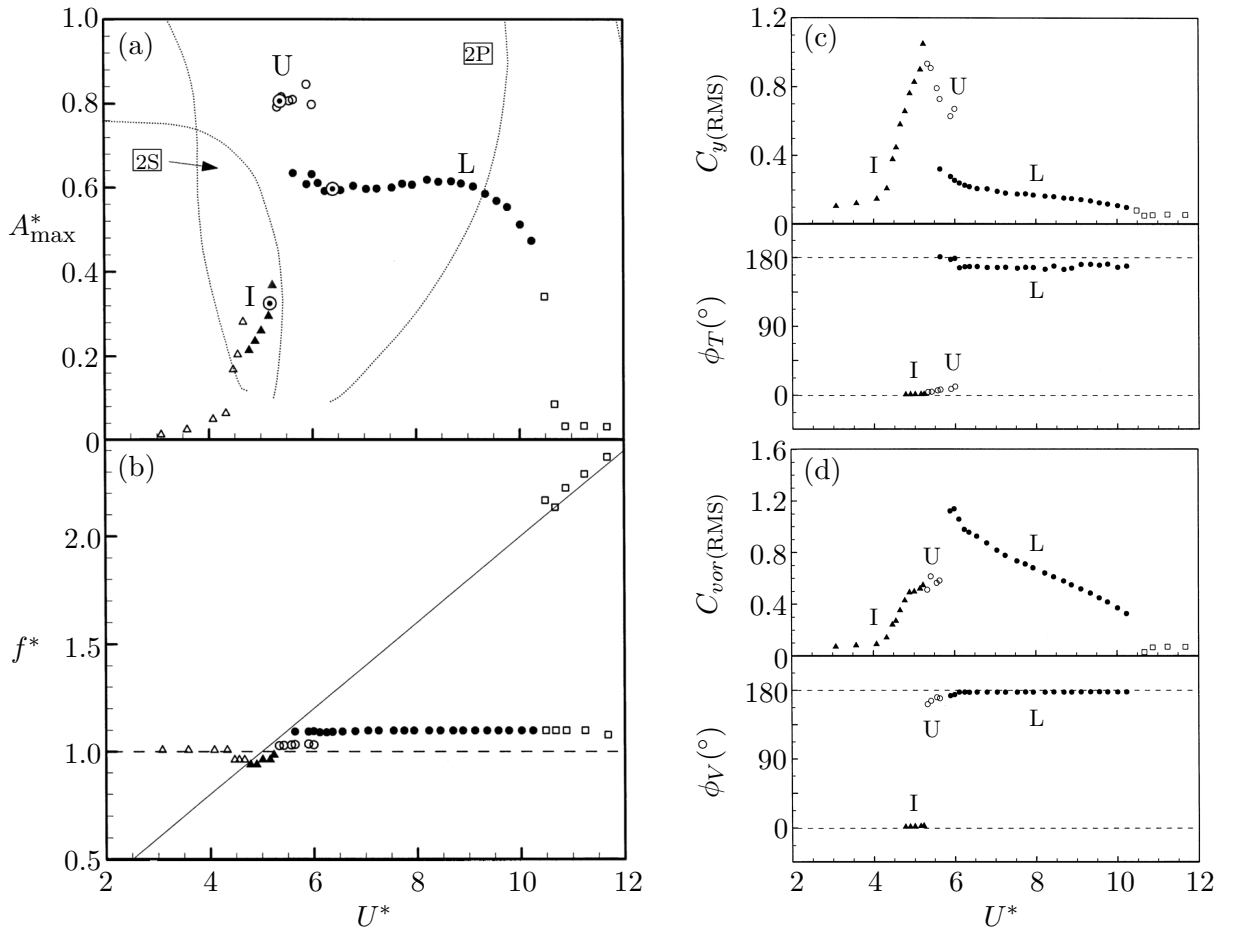 (a)
1.0
0.8
0.6
0.4
0.2
0
A*max
U
2P
2S
L
I
(b)
2.0
1.5
1.0
0.5
f*
2 4 6 8 10 12
U*
(c)
1.2
0.8
0.4
0
Cy(RMS)
I
U
L
180
90
0
ϕT(°)
L
I
U
(d)
1.6
1.2
0.8
0.4
0
Cvor(RMS)
I
U
L
180
90
0
ϕV(°)
U
L
I
2 4 6 8 10 12
U*